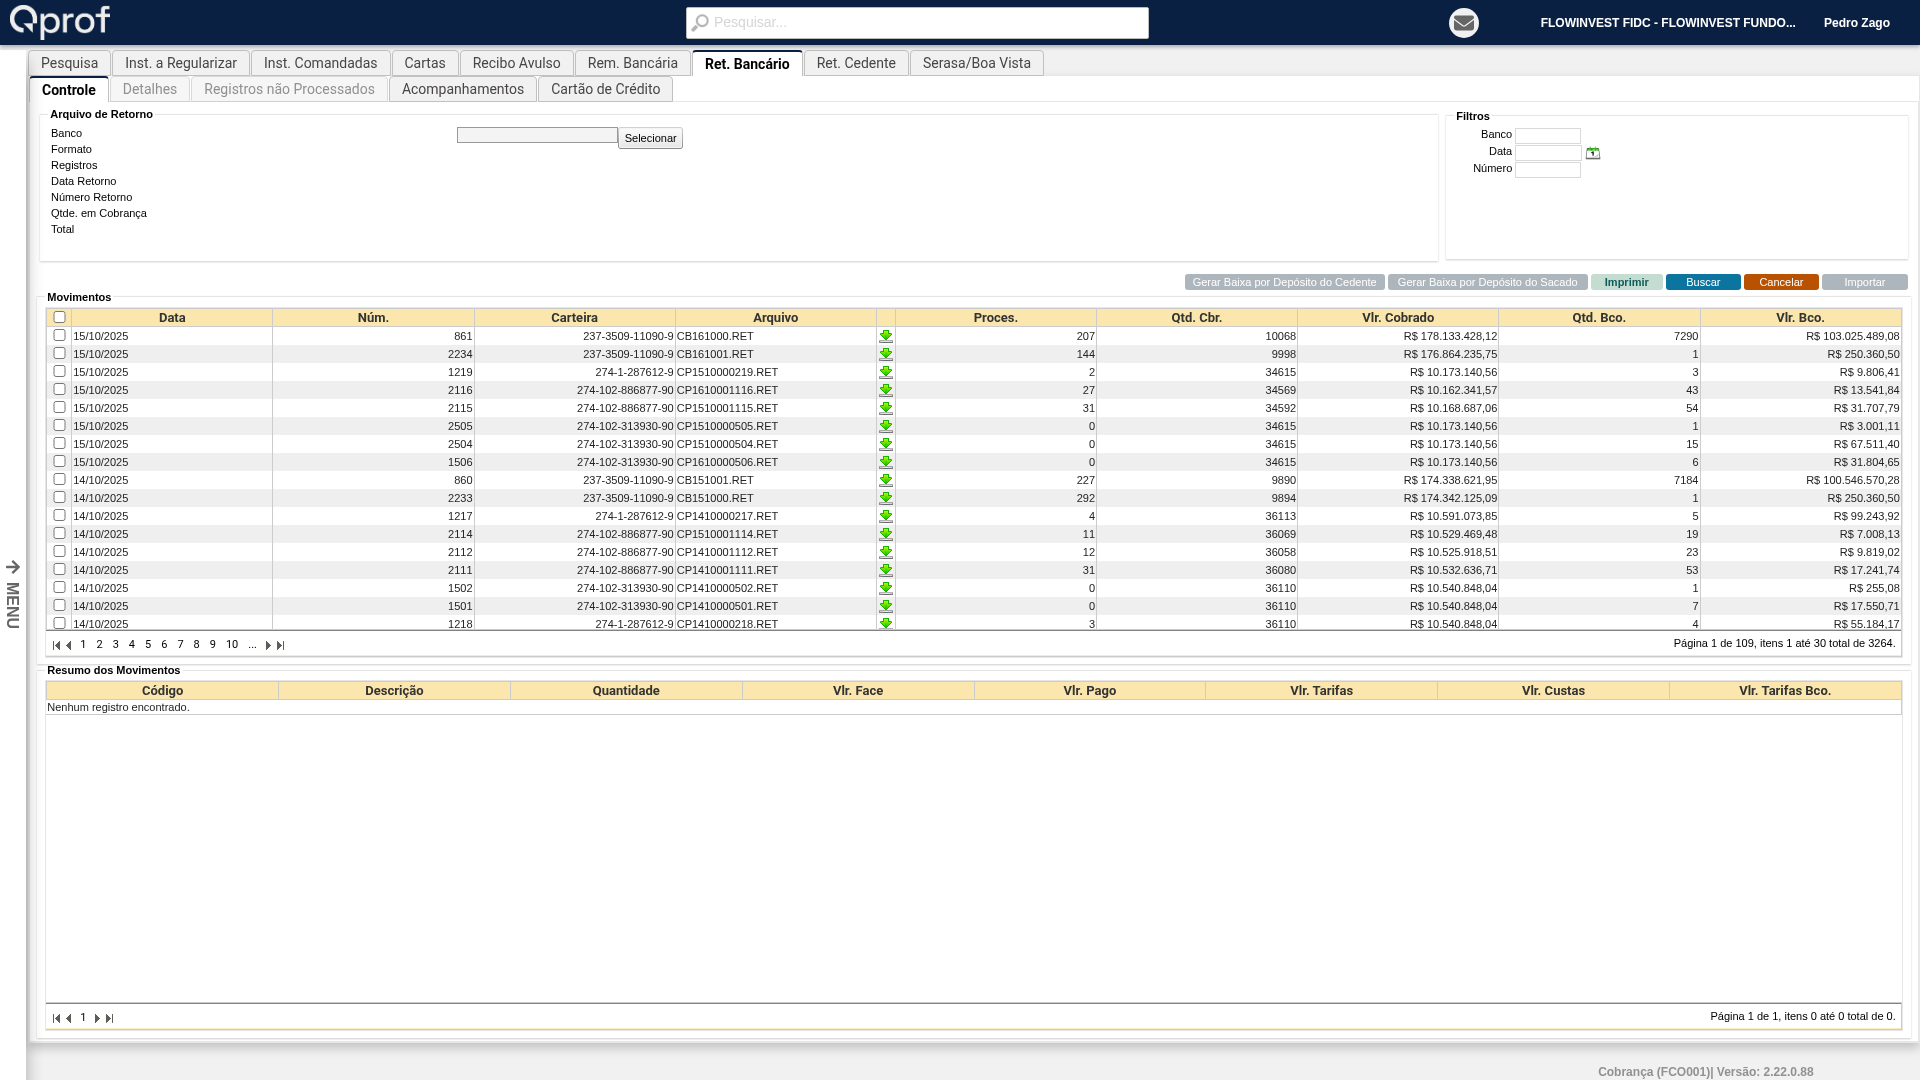 Qprof
Pesquisar...
FLOWINVEST FIDC - FLOWINVEST FUNDO...
Pedro Zago
Pesquisa Inst. a Regularizar Inst. Comandadas Cartas Recibo Avulso Rem. Bancária Ret. Bancário Ret. Cedente Serasa/Boa Vista
Controle Detalhes Registros não Processados Acompanhamentos Cartão de Crédito
Arquivo de Retorno
Banco
Formato
Registros
Data Retorno
Número Retorno
Qtde. em Cobrança
Total
Selecionar
Filtros
Banco
Data
Número
Gerar Baixa por Depósito do Cedente Gerar Baixa por Depósito do Sacado Imprimir Buscar Cancelar Importar
MENU
Movimentos
Data Núm. Carteira Arquivo Proces. Qtd. Cbr. Vlr. Cobrado Qtd. Bco. Vlr. Bco.
15/10/2025 861 237-3509-11090-9 CB161000.RET 207 10068 R$ 178.133.428,12 7290 R$ 103.025.489,08
15/10/2025 2234 237-3509-11090-9 CB161001.RET 144 9998 R$ 176.864.235,75 1 R$ 250.360,50
15/10/2025 1219 274-1-287612-9 CP1510000219.RET 2 34615 R$ 10.173.140,56 3 R$ 9.806,41
15/10/2025 2116 274-102-886877-90 CP1610001116.RET 27 34569 R$ 10.162.341,57 43 R$ 13.541,84
15/10/2025 2115 274-102-886877-90 CP1510001115.RET 31 34592 R$ 10.168.687,06 54 R$ 31.707,79
15/10/2025 2505 274-102-313930-90 CP1510000505.RET 0 34615 R$ 10.173.140,56 1 R$ 3.001,11
15/10/2025 2504 274-102-313930-90 CP1510000504.RET 0 34615 R$ 10.173.140,56 15 R$ 67.511,40
15/10/2025 1506 274-102-313930-90 CP1610000506.RET 0 34615 R$ 10.173.140,56 6 R$ 31.804,65
14/10/2025 860 237-3509-11090-9 CB151001.RET 227 9890 R$ 174.338.621,95 7184 R$ 100.546.570,28
14/10/2025 2233 237-3509-11090-9 CB151000.RET 292 9894 R$ 174.342.125,09 1 R$ 250.360,50
14/10/2025 1217 274-1-287612-9 CP1410000217.RET 4 36113 R$ 10.591.073,85 5 R$ 99.243,92
14/10/2025 2114 274-102-886877-90 CP1510001114.RET 11 36069 R$ 10.529.469,48 19 R$ 7.008,13
14/10/2025 2112 274-102-886877-90 CP1410001112.RET 12 36058 R$ 10.525.918,51 23 R$ 9.819,02
14/10/2025 2111 274-102-886877-90 CP1410001111.RET 31 36080 R$ 10.532.636,71 53 R$ 17.241,74
14/10/2025 1502 274-102-313930-90 CP1410000502.RET 0 36110 R$ 10.540.848,04 1 R$ 255,08
14/10/2025 1501 274-102-313930-90 CP1410000501.RET 0 36110 R$ 10.540.848,04 7 R$ 17.550,71
14/10/2025 1218 274-1-287612-9 CP1410000218.RET 3 36110 R$ 10.540.848,04 4 R$ 55.184,17
1 2 3 4 5 6 7 8 9 10 ...
Página 1 de 109, itens 1 até 30 total de 3264.
Resumo dos Movimentos
Código Descrição Quantidade Vlr. Face Vlr. Pago Vlr. Tarifas Vlr. Custas Vlr. Tarifas Bco.
Nenhum registro encontrado.
1
Página 1 de 1, itens 0 até 0 total de 0.
Cobrança (FCO001)| Versão: 2.22.0.88